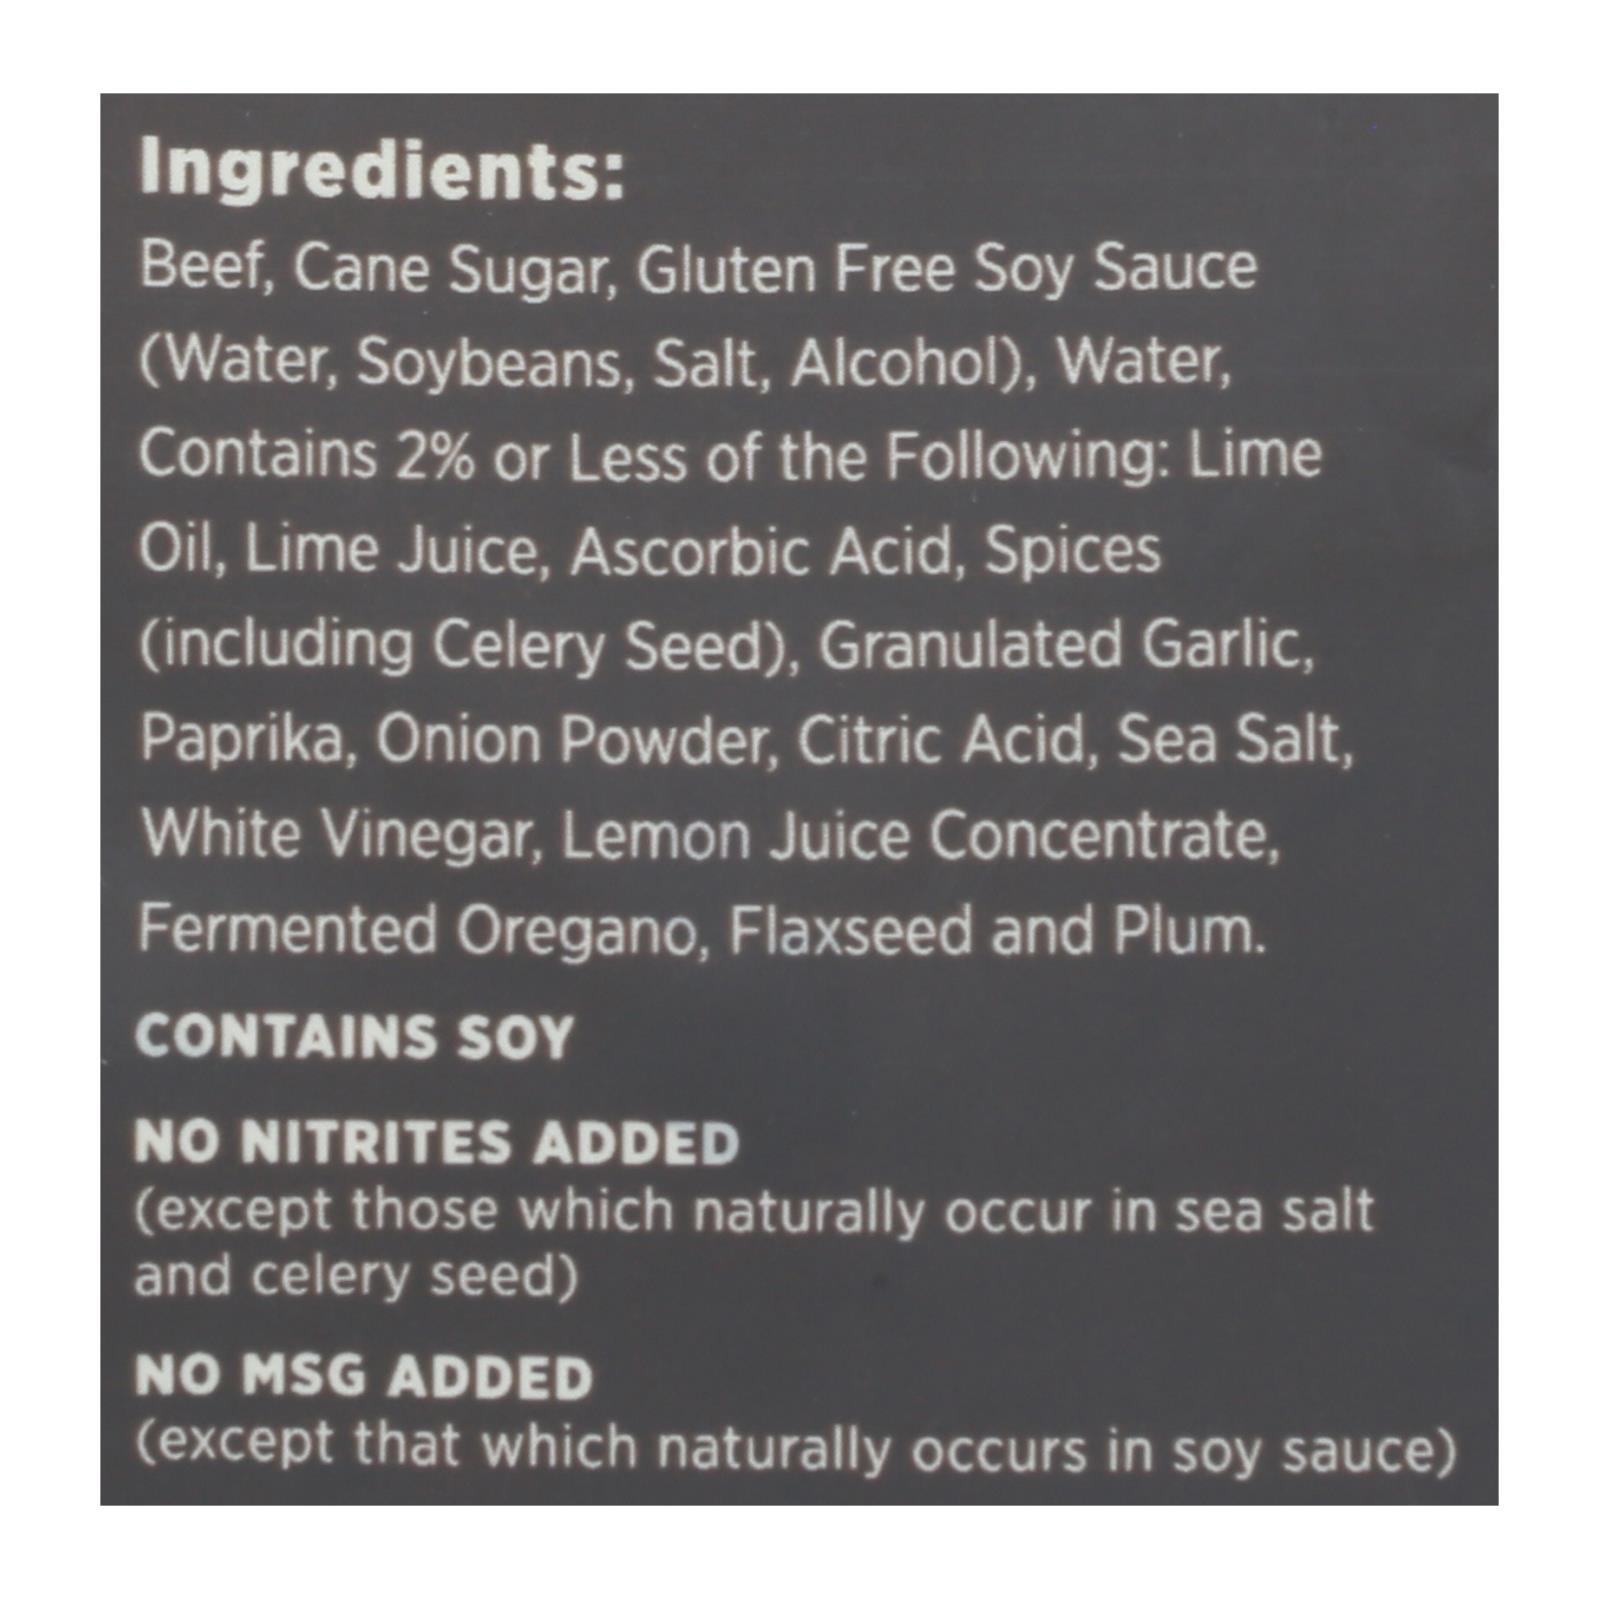 Ingredients:
Beef, Cane Sugar, Gluten Free Soy Sauce
(Water, Soybeans, Salt, Alcohol), Water,
Contains 2% or Less of the Following: Lime
Oil, Lime Juice, Ascorbic Acid, Spices
(including Celery Seed), Granulated Garlic,
Paprika, Onion Powder, Citric Acid, Sea Salt,
White Vinegar, Lemon Juice Concentrate,
Fermented Oregano, Flaxseed and Plum.
CONTAINS SOY
NO NITRITES ADDED
(except those which naturally occur in sea salt
and celery seed)
NO MSG ADDED
(except that which naturally occurs in soy sauce)